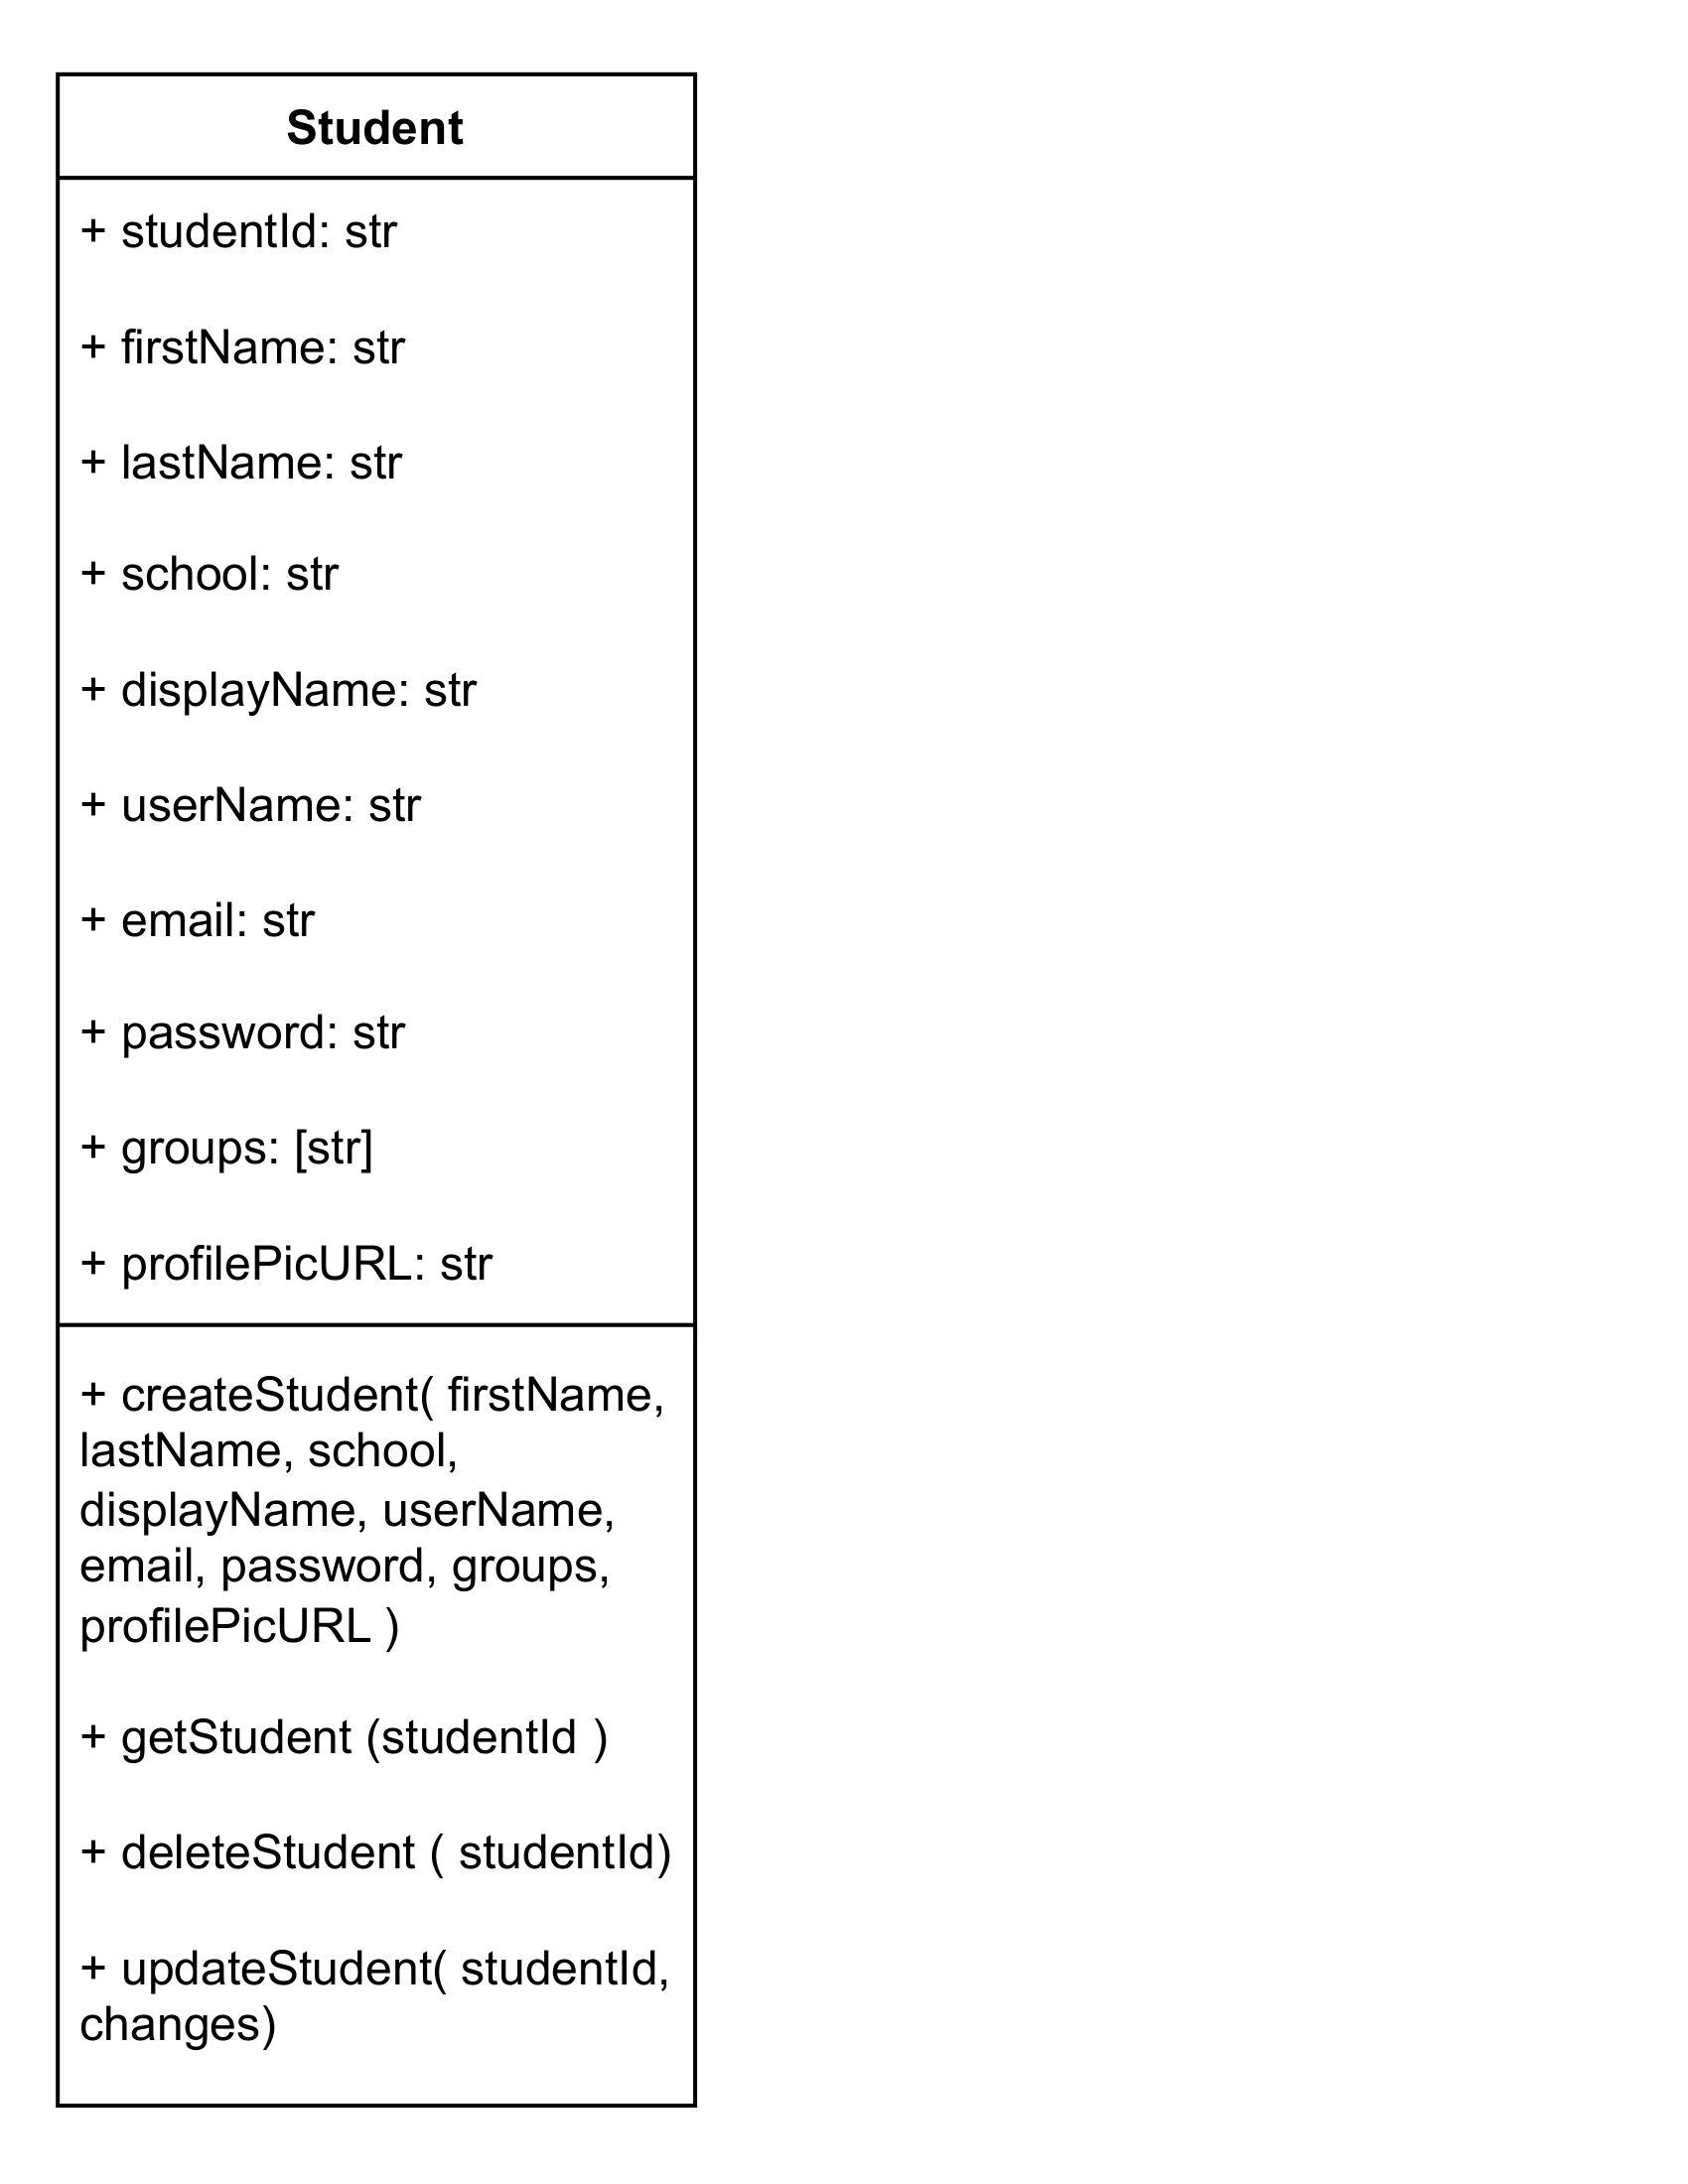 Student
+ studentId: str
+ firstName: str
+ lastName: str
+ school: str
+ displayName: str
+ userName: str
+ email: str
+ password: str
+ groups: [str]
+ profilePicURL: str
+ createStudent( firstName,
lastName, school,
displayName, userName,
email, password, groups,
profilePicURL )
+ getStudent (studentId )
+ deleteStudent ( studentId)
+ updateStudent( studentId,
changes)